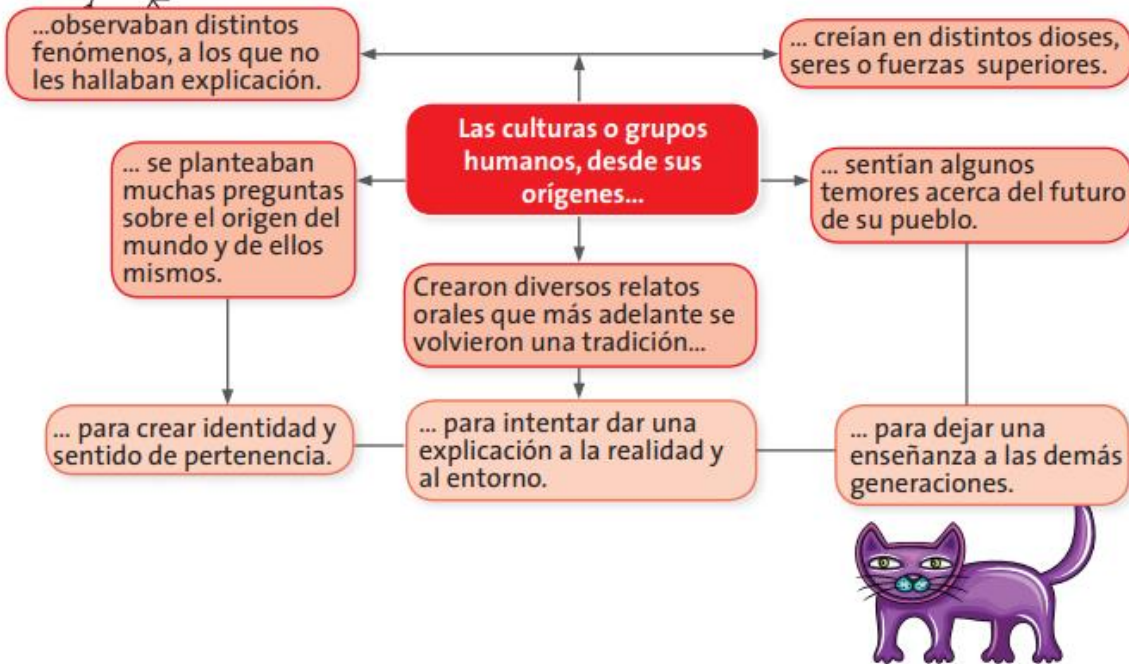 ...observaban distintos
fenómenos, a los que no
les hallaban explicación.
... creían en distintos dioses,
seres o fuerzas superiores.
Las culturas o grupos
humanos, desde sus
orígenes...
... se planteaban
muchas preguntas
sobre el origen del
mundo y de ellos
mismos.
... sentían algunos
temores acerca del futuro
de su pueblo.
Crearon diversos relatos
orales que más adelante se
volvieron una tradición...
... para crear identidad y
sentido de pertenencia.
... para intentar dar una
explicación a la realidad y
al entorno.
... para dejar una
enseñanza a las demás
generaciones.